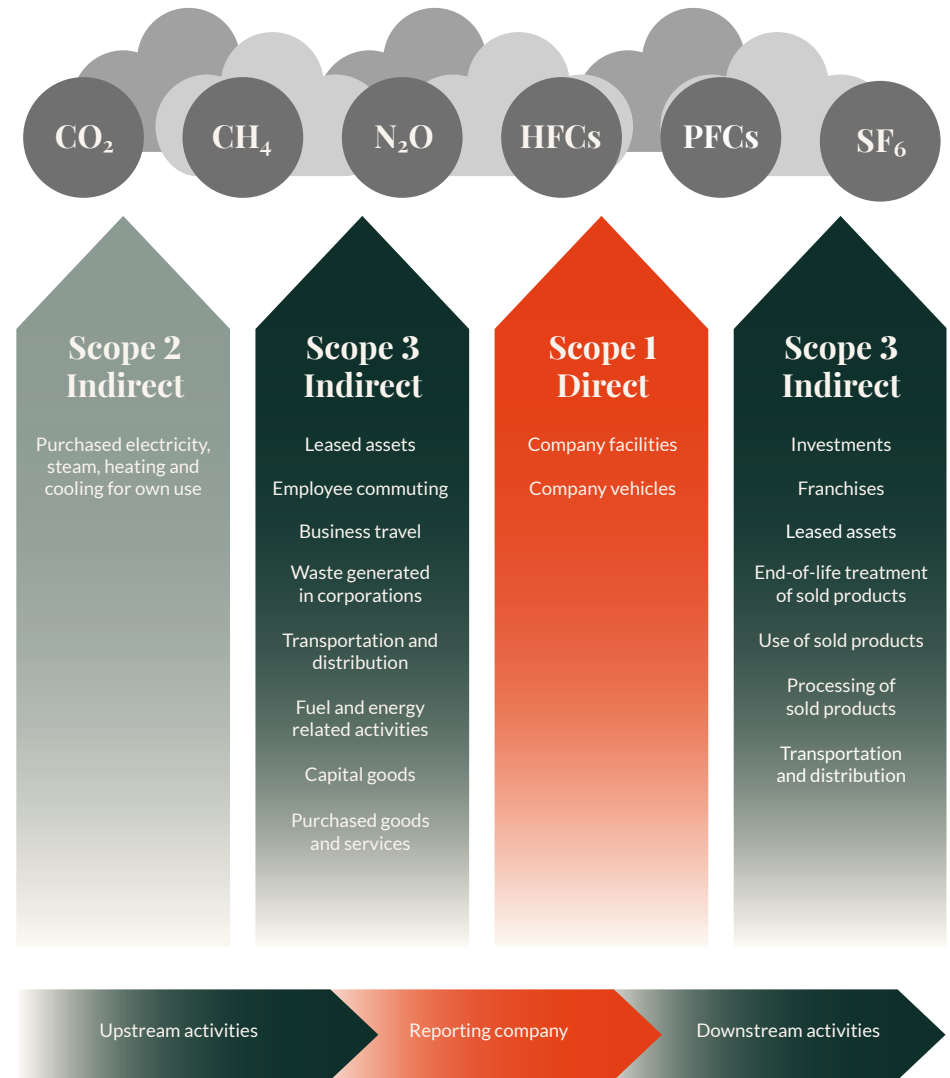 CO₂
CH₄
N₂O
HFCs
PFCs
SF₆
Scope 2
Indirect
Purchased electricity,
steam, heating and
cooling for own use
Scope 3
Indirect
Leased assets
Employee commuting
Business travel
Waste generated
in corporations
Transportation and
distribution
Fuel and energy
related activities
Capital goods
Purchased goods
and services
Scope 1
Direct
Company facilities
Company vehicles
Scope 3
Indirect
Investments
Franchises
Leased assets
End-of-life treatment
of sold products
Use of sold products
Processing of
sold products
Transportation
and distribution
Upstream activities
Reporting company
Downstream activities